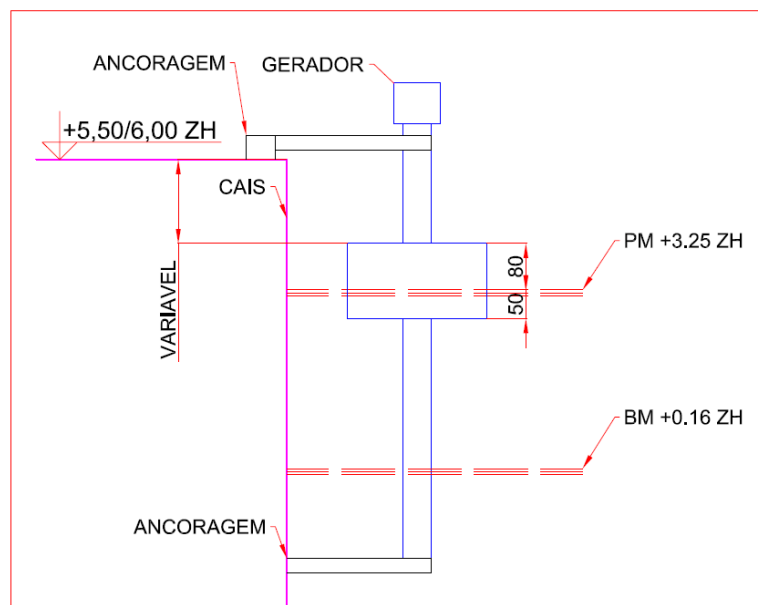 ANCORAGEM
GERADOR
+5,50/6,00 ZH
CAIS
PM +3.25 ZH
80
50
VARIAVEL
BM +0.16 ZH
ANCORAGEM